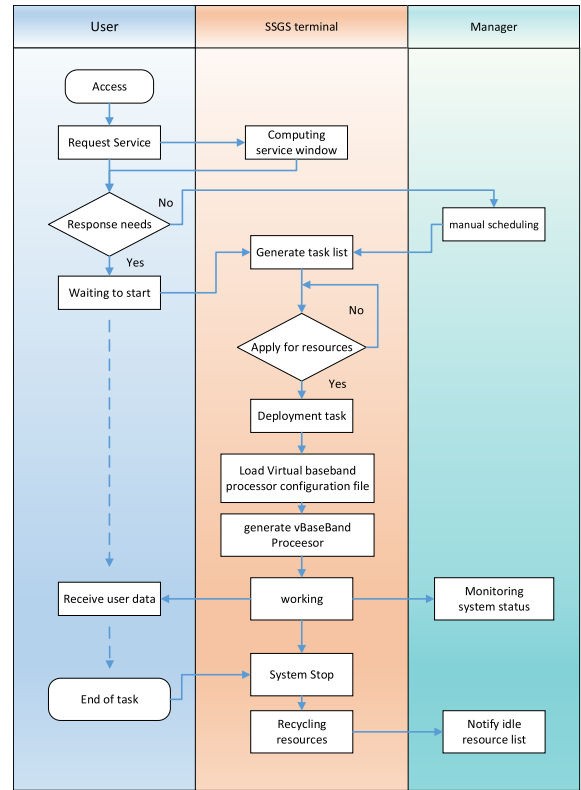 User
SSGS terminal
Manager
Access
Request Service
Computing
service window
No
Response needs
manual scheduling
Generate task list
Yes
Waiting to start
No
Apply for resources
Yes
Deployment task
Load Virtual baseband
processor configuration file
generate vBaseBand
Proceesor
Receive user data
working
Monitoring
system status
System Stop
End of task
Recycling
resources
Notify idle
resource list